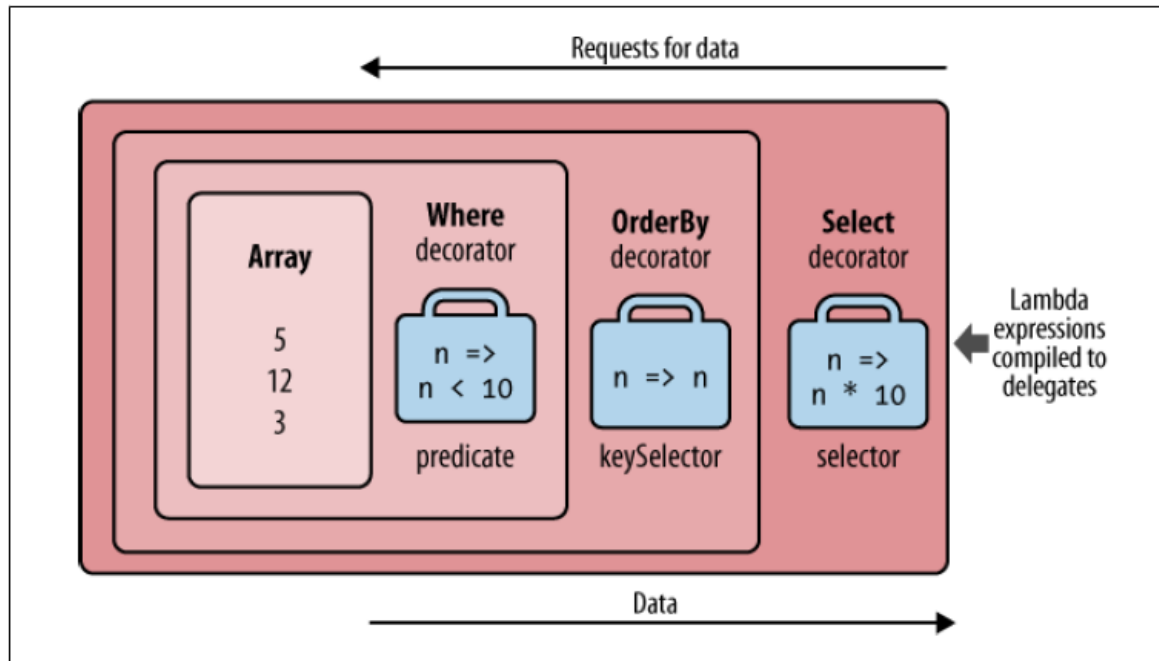 Requests for data
Array
5
12
3
Where
decorator
n =>
n < 10
predicate
OrderBy
decorator
n => n
keySelector
Select
decorator
n =>
n * 10
selector
Lambda
expressions
compiled to
delegates
Data